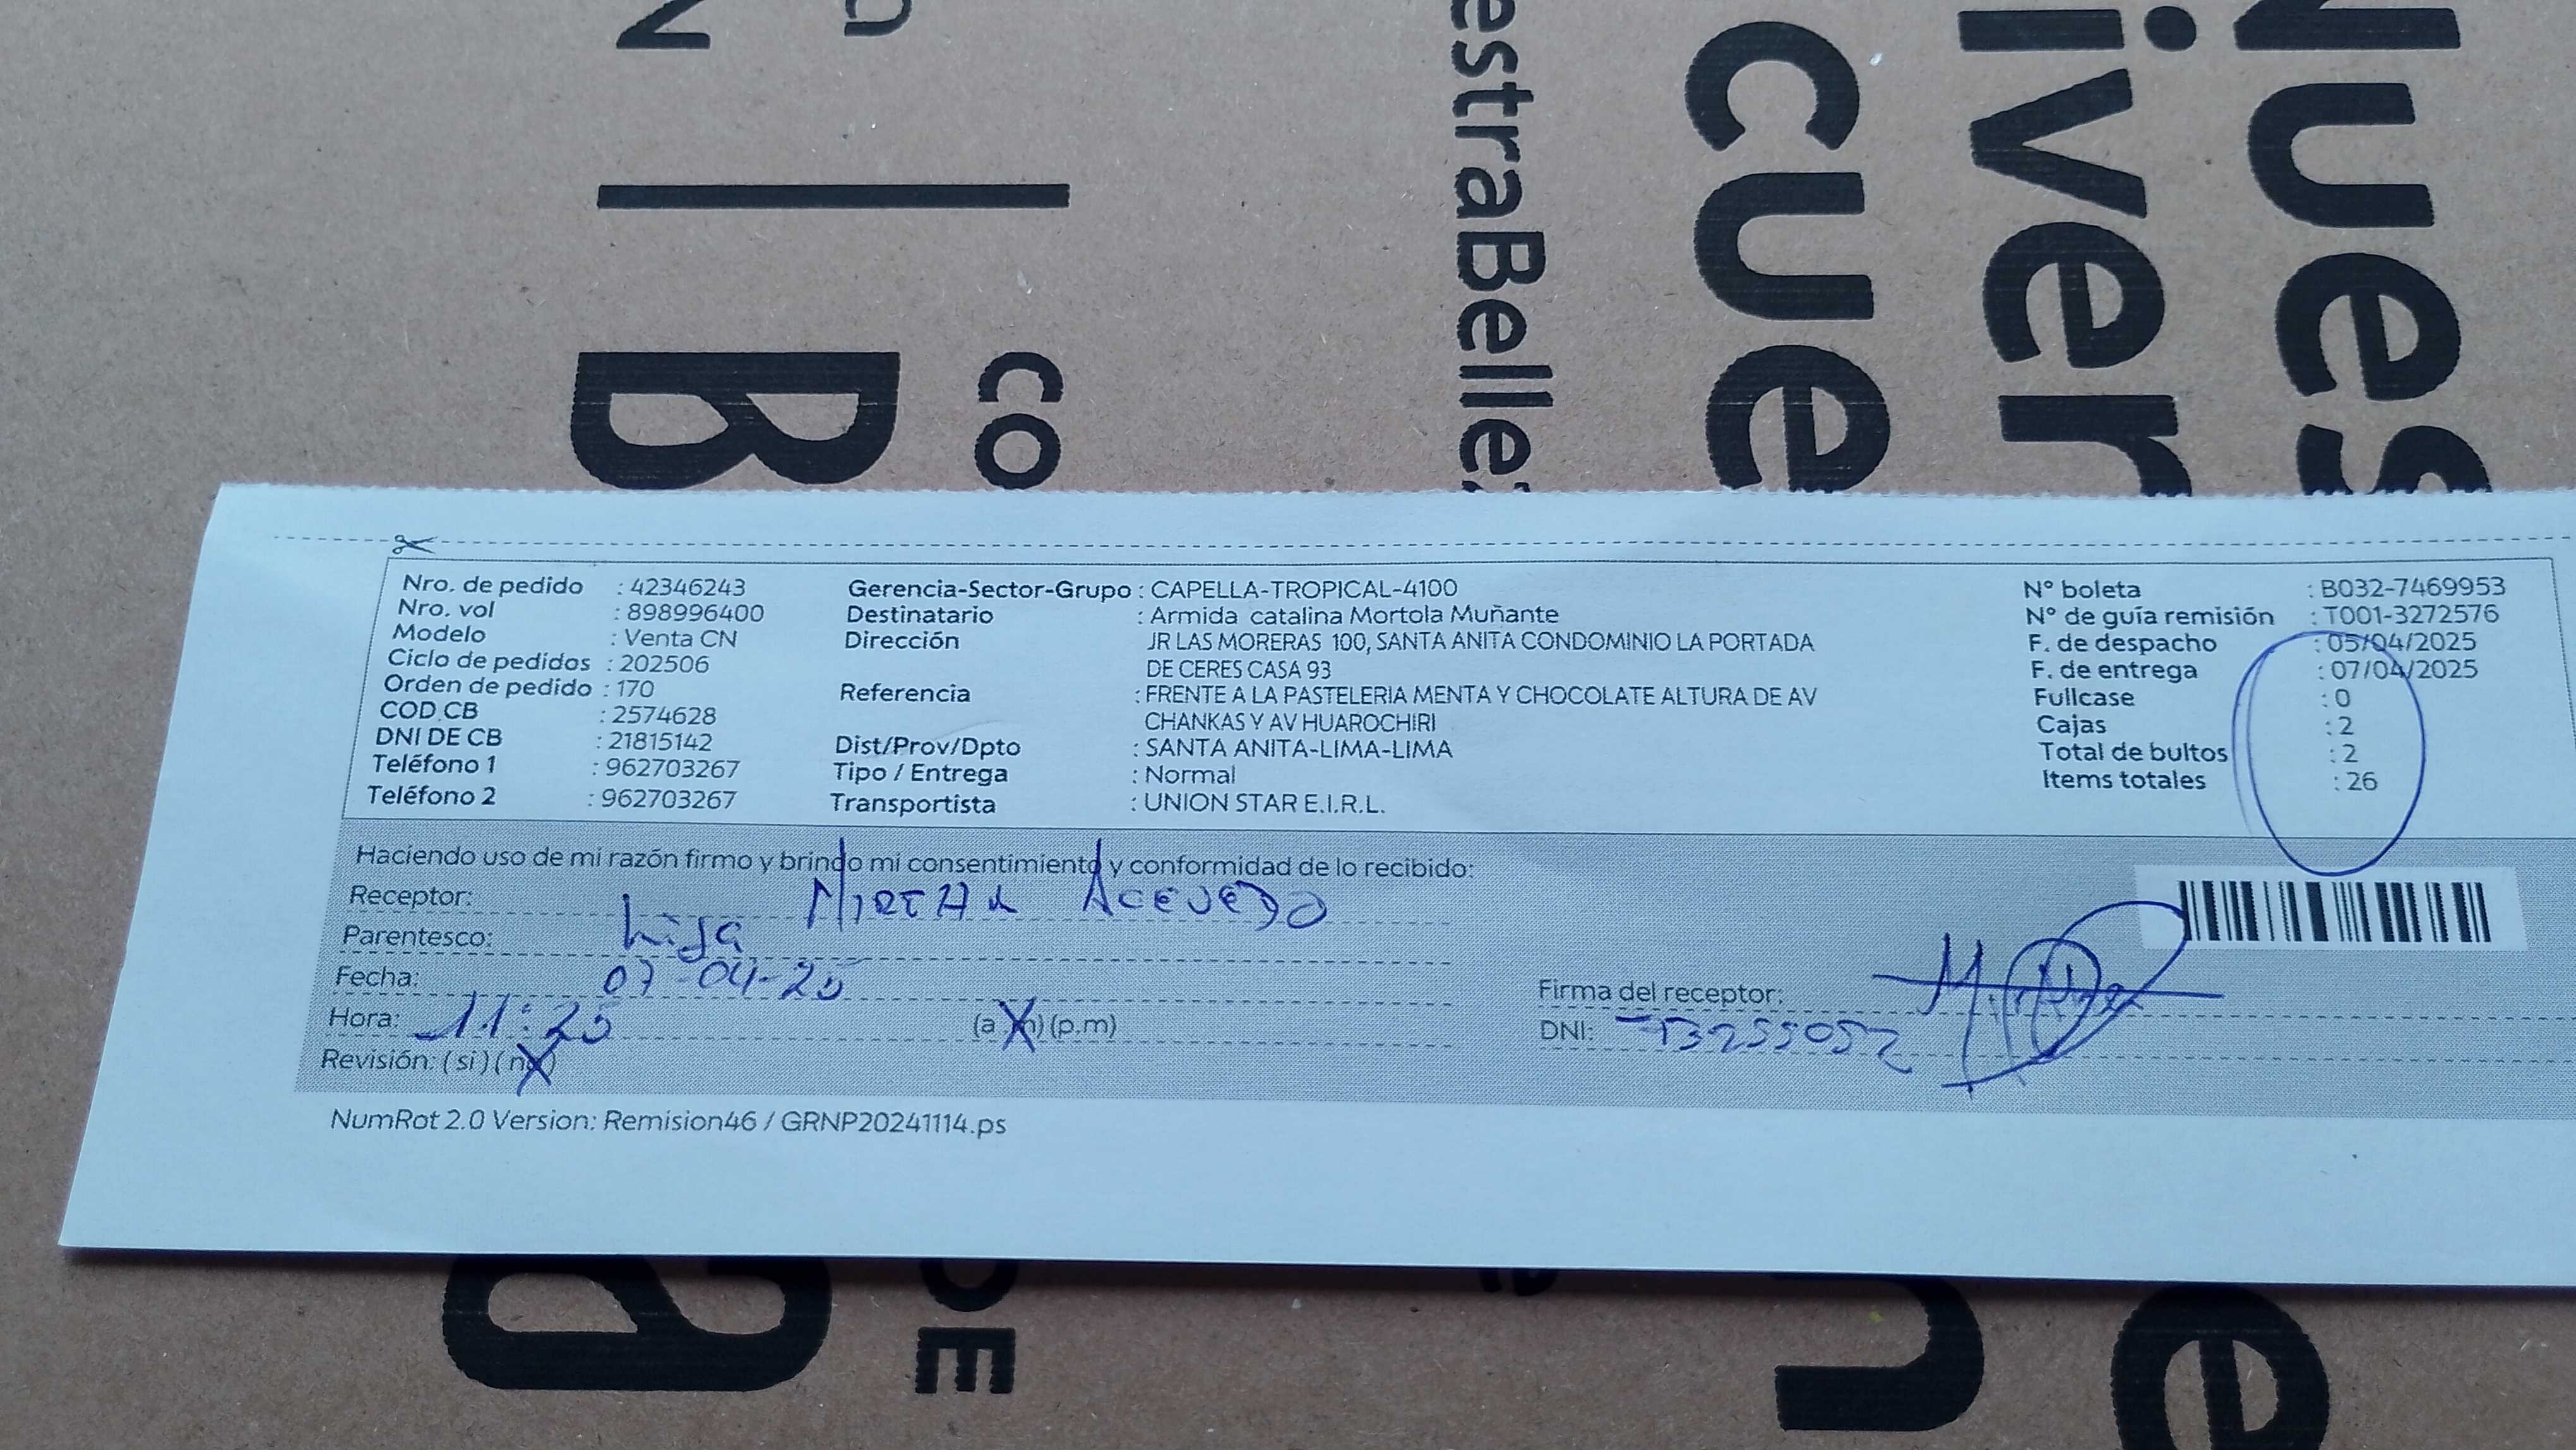 Nro. de pedido : 42346243
Nro. vol : 898996400
Modelo : Venta CN
Ciclo de pedidos : 202506
Orden de pedido : 170
COD.CB : 2574628
DNI DE CB : 21815142
Teléfono 1 : 962703267
Teléfono 2 : 962703267
Gerencia-Sector-Grupo : CAPELLA-TROPICAL-4100
Destinatario : Armida catalina Mortola Muñante
Dirección JR LAS MORERAS 100, SANTA ANITA CONDOMINIO LA PORTADA
DE CERES CASA 93
Referencia : FRENTE A LA PASTELERIA MENTA Y CHOCOLATE ALTURA DE AV
CHANKAS Y AV HUAROCHIRI
Dist/Prov/Dpto : SANTA ANITA-LIMA-LIMA
Tipo / Entrega : Normal
Transportista : UNION STAR E.I.R.L.
N° boleta : B032-7469953
N° de guía remisión : T001-3272576
F. de despacho : 05/04/2025
F. de entrega : 07/04/2025
Fullcase : 0
Cajas : 2
Total de bultos : 2
Items totales : 26
Haciendo uso de mi razón firmo y brindo mi consentimiento y conformidad de lo recibido:
Receptor: Acevedo
Parentesco: hija
Fecha: 07-04-25
Hora: 11:25 (a.m) (p.m)
Revisión: (si) (no)
Firma del receptor:
DNI:
NumRot 2.0 Version: Remision46 / GRNP20241114.ps